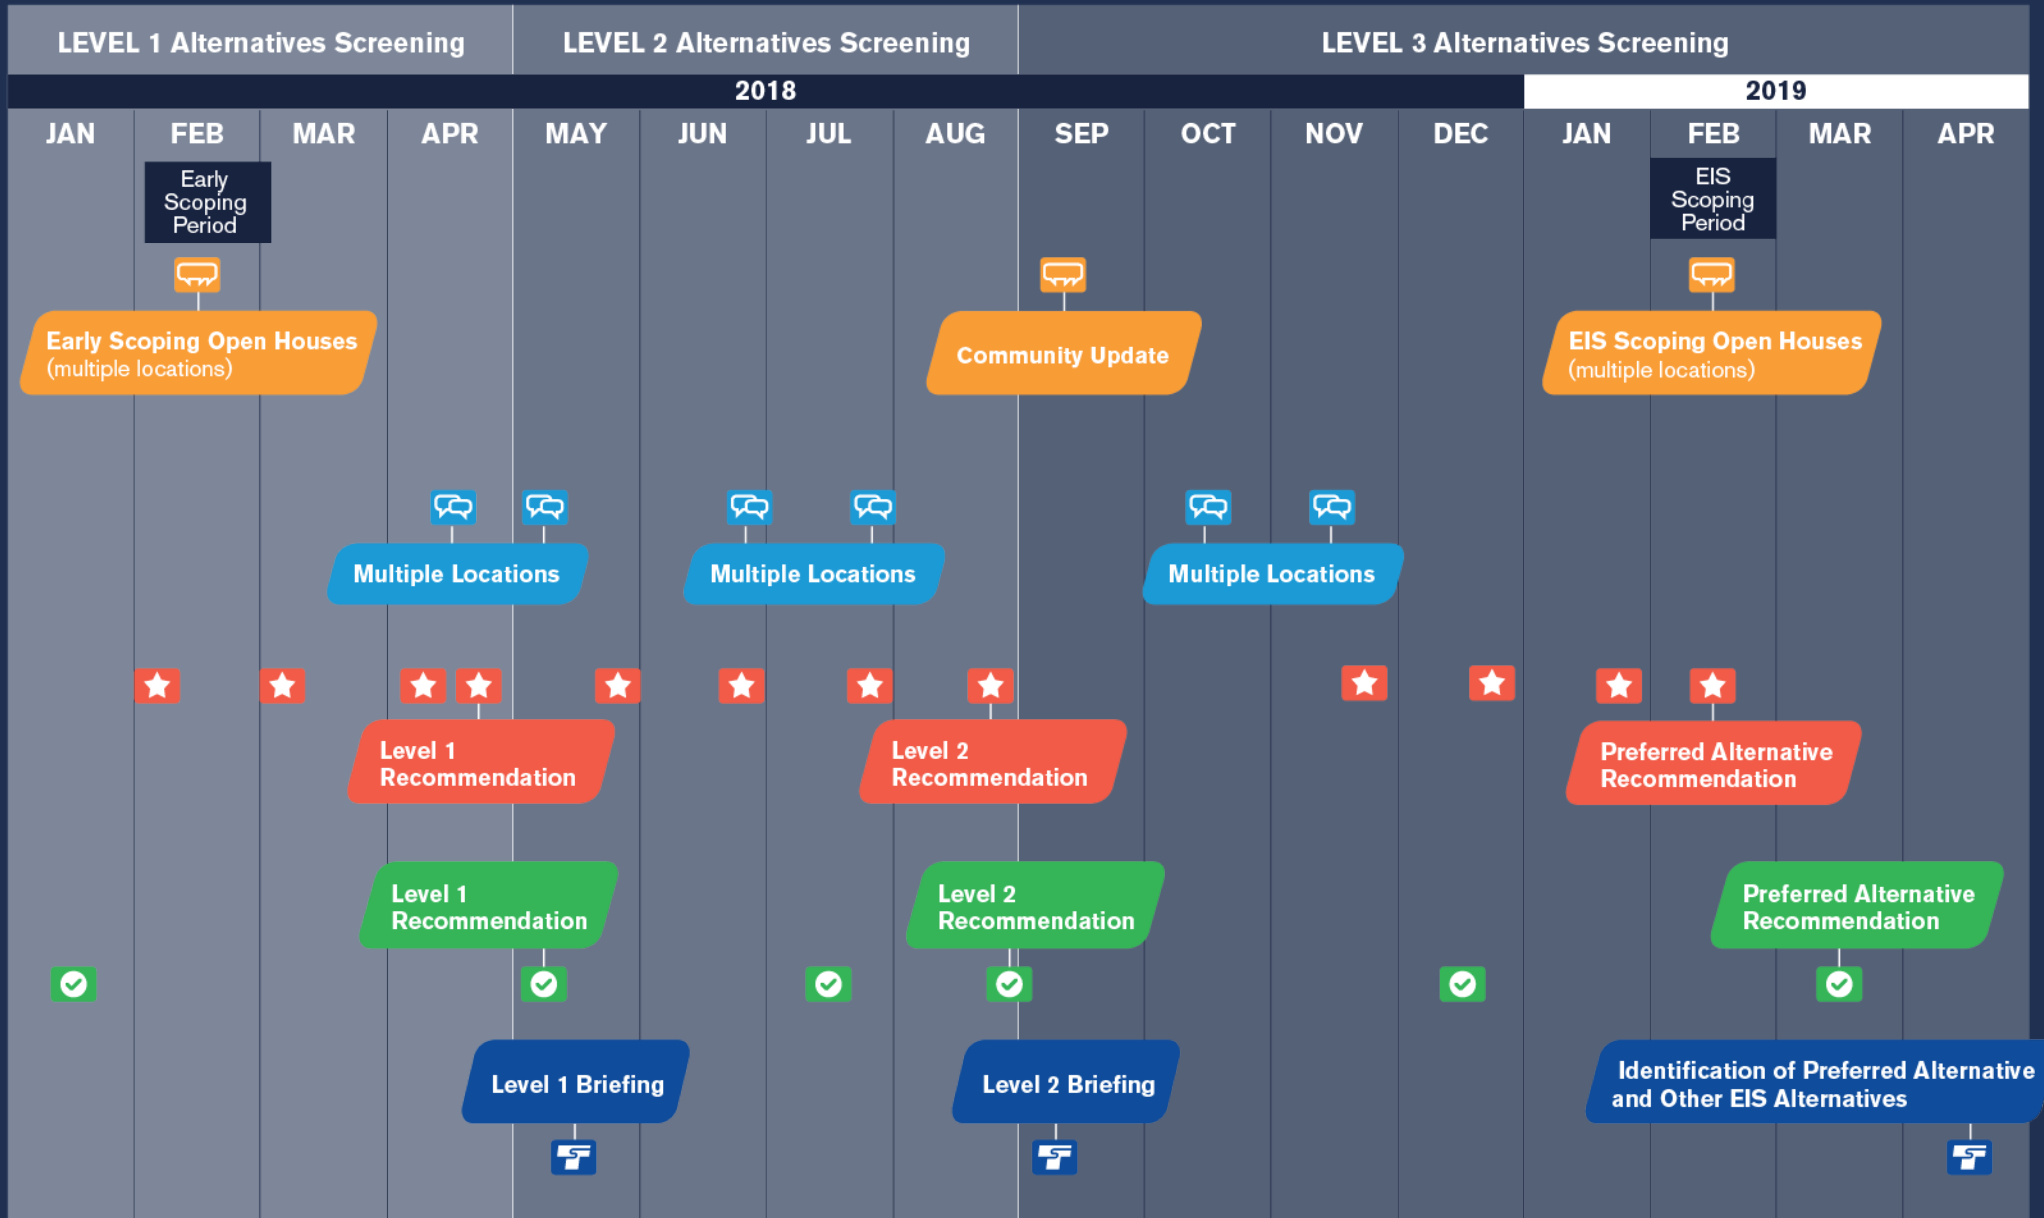 LEVEL 1 Alternatives Screening
LEVEL 2 Alternatives Screening
LEVEL 3 Alternatives Screening
2018
2019
JAN
FEB
MAR
APR
MAY
JUN
JUL
AUG
SEP
OCT
NOV
DEC
JAN
FEB
MAR
APR
Early
Scoping
Period
EIS
Scoping
Period
Early Scoping Open Houses
(multiple locations)
Community Update
EIS Scoping Open Houses
(multiple locations)
Multiple Locations
Multiple Locations
Multiple Locations
Level 1
Recommendation
Level 2
Recommendation
Preferred Alternative
Recommendation
Level 1
Recommendation
Level 2
Recommendation
Preferred Alternative
Recommendation
Level 1 Briefing
Level 2 Briefing
Identification of Preferred Alternative
and Other EIS Alternatives